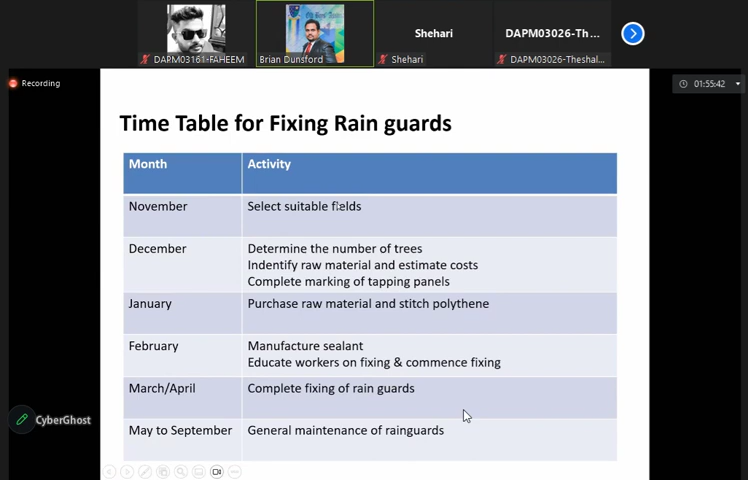 Shehari
DAPM03026-Th ...
DAPM03161-FAHEEM
Brian Dunsford
Shehari
DAPM03026-Theshal...
Recording
01:55:42
Time Table for Fixing Rain guards
Month Activity
November Select suitable fields
December Determine the number of trees
Indentify raw material and estimate costs
Complete marking of tapping panels
January Purchase raw material and stitch polythene
February Manufacture sealant
Educate workers on fixing & commence fixing
March/April Complete fixing of rain guards
May to September General maintenance of rainguards
CyberGhost